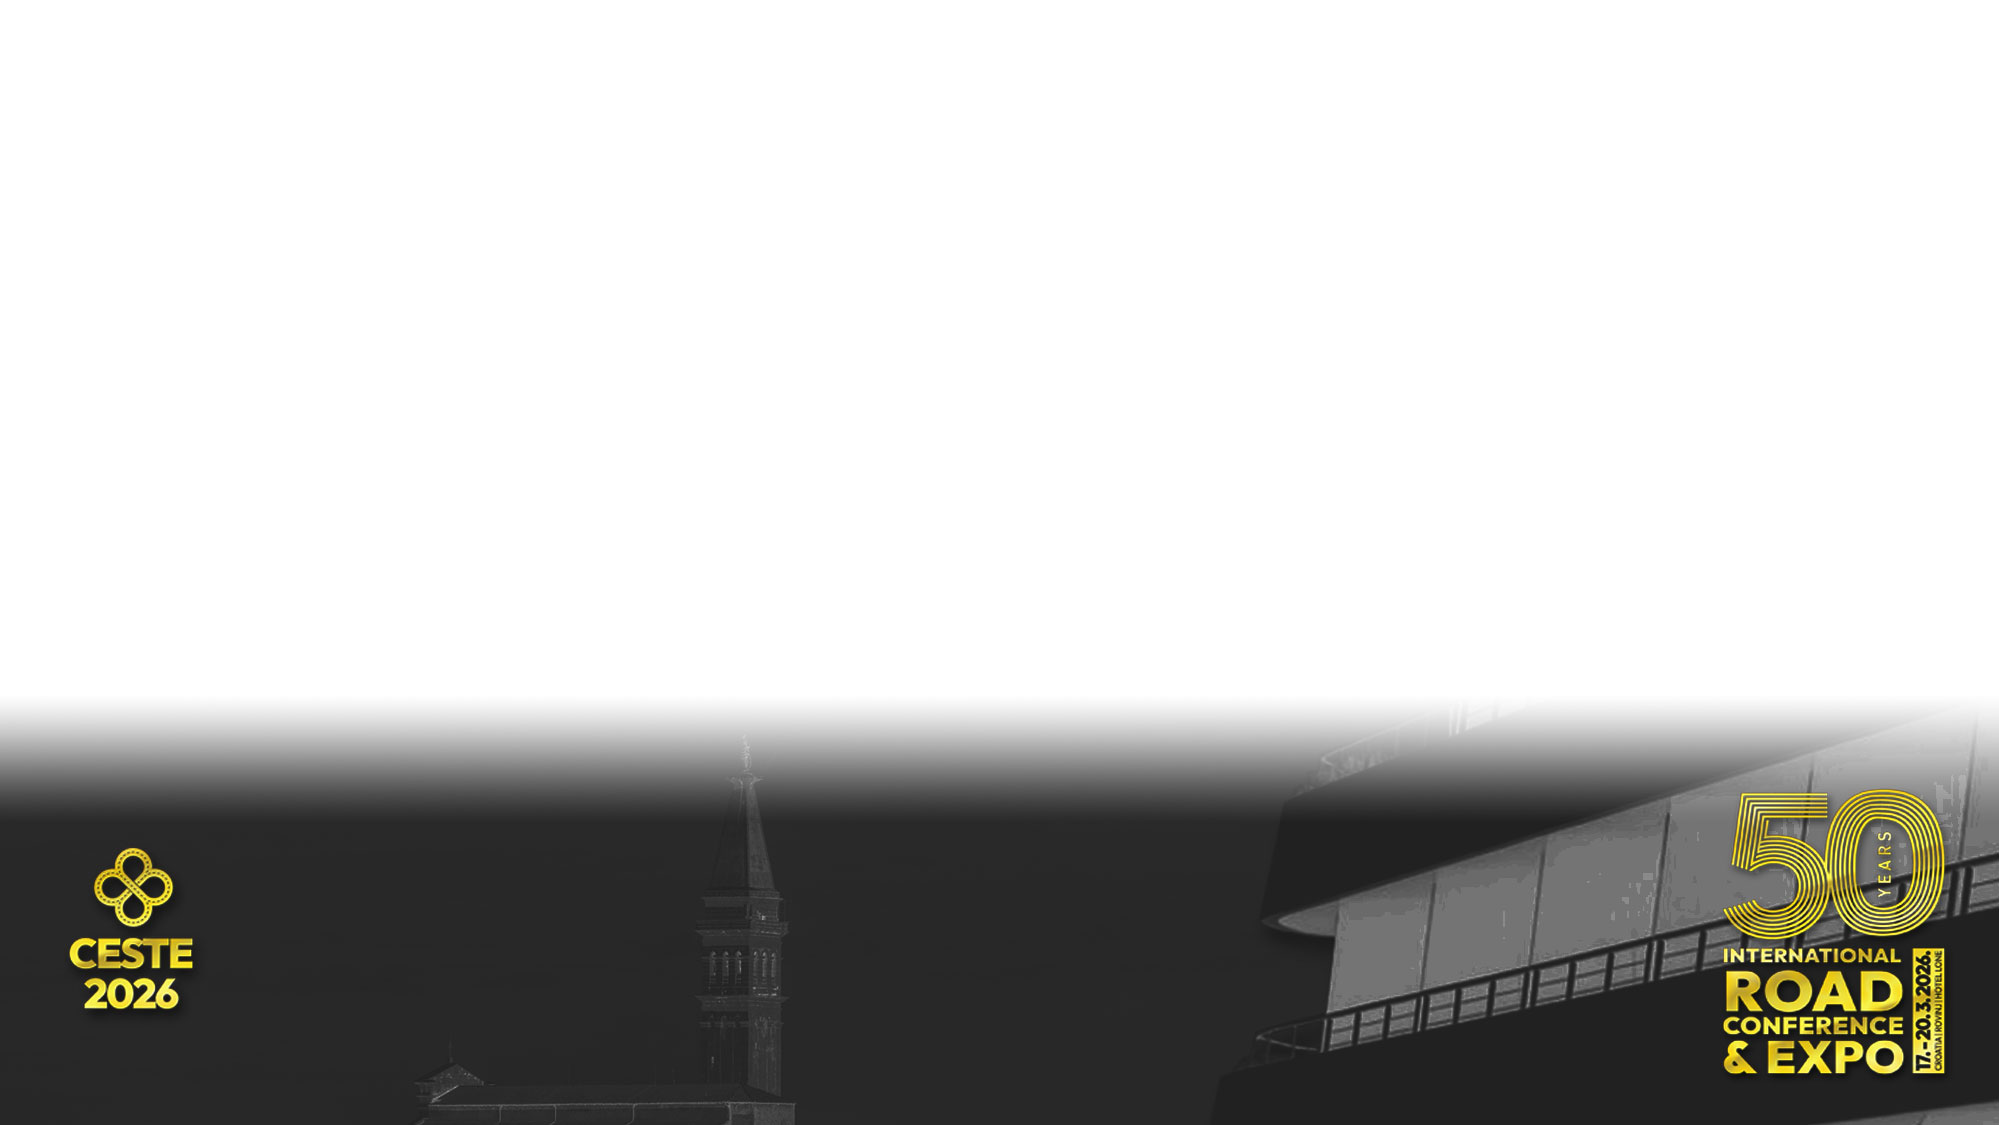 CESTE
2026
50
YEARS
INTERNATIONAL
ROAD
CONFERENCE
& EXPO
17.-20. 3. 2026.
CROATIA | ROVINJ | HOTEL LONE